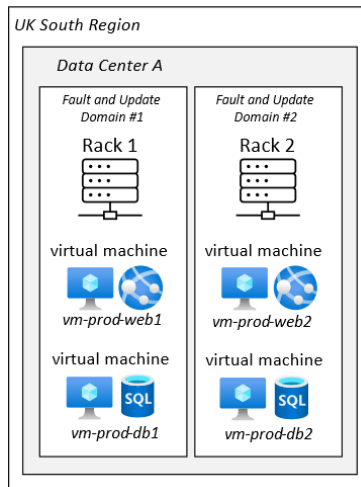 UK South Region
Data Center A
Fault and Update
Domain #1
Rack 1
virtual machine
vm-prod-web1
virtual machine
SQL
vm-prod-db1
Fault and Update
Domain #2
Rack 2
virtual machine
vm-prod-web2
virtual machine
SQL
vm-prod-db2